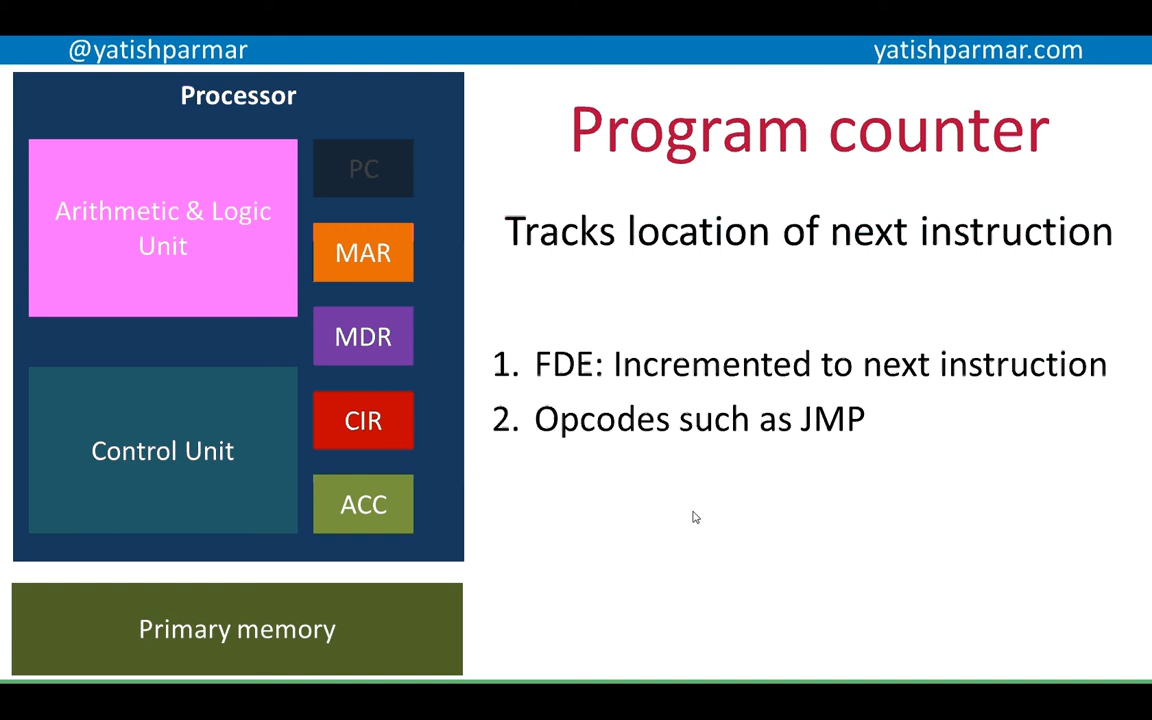 @yatishparmar
yatishparmar.com
Processor
Arithmetic & Logic
Unit
PC
MAR
MDR
CIR
ACC
Control Unit
Primary memory
Program counter
Tracks location of next instruction
1. FDE: Incremented to next instruction
2. Opcodes such as JMP